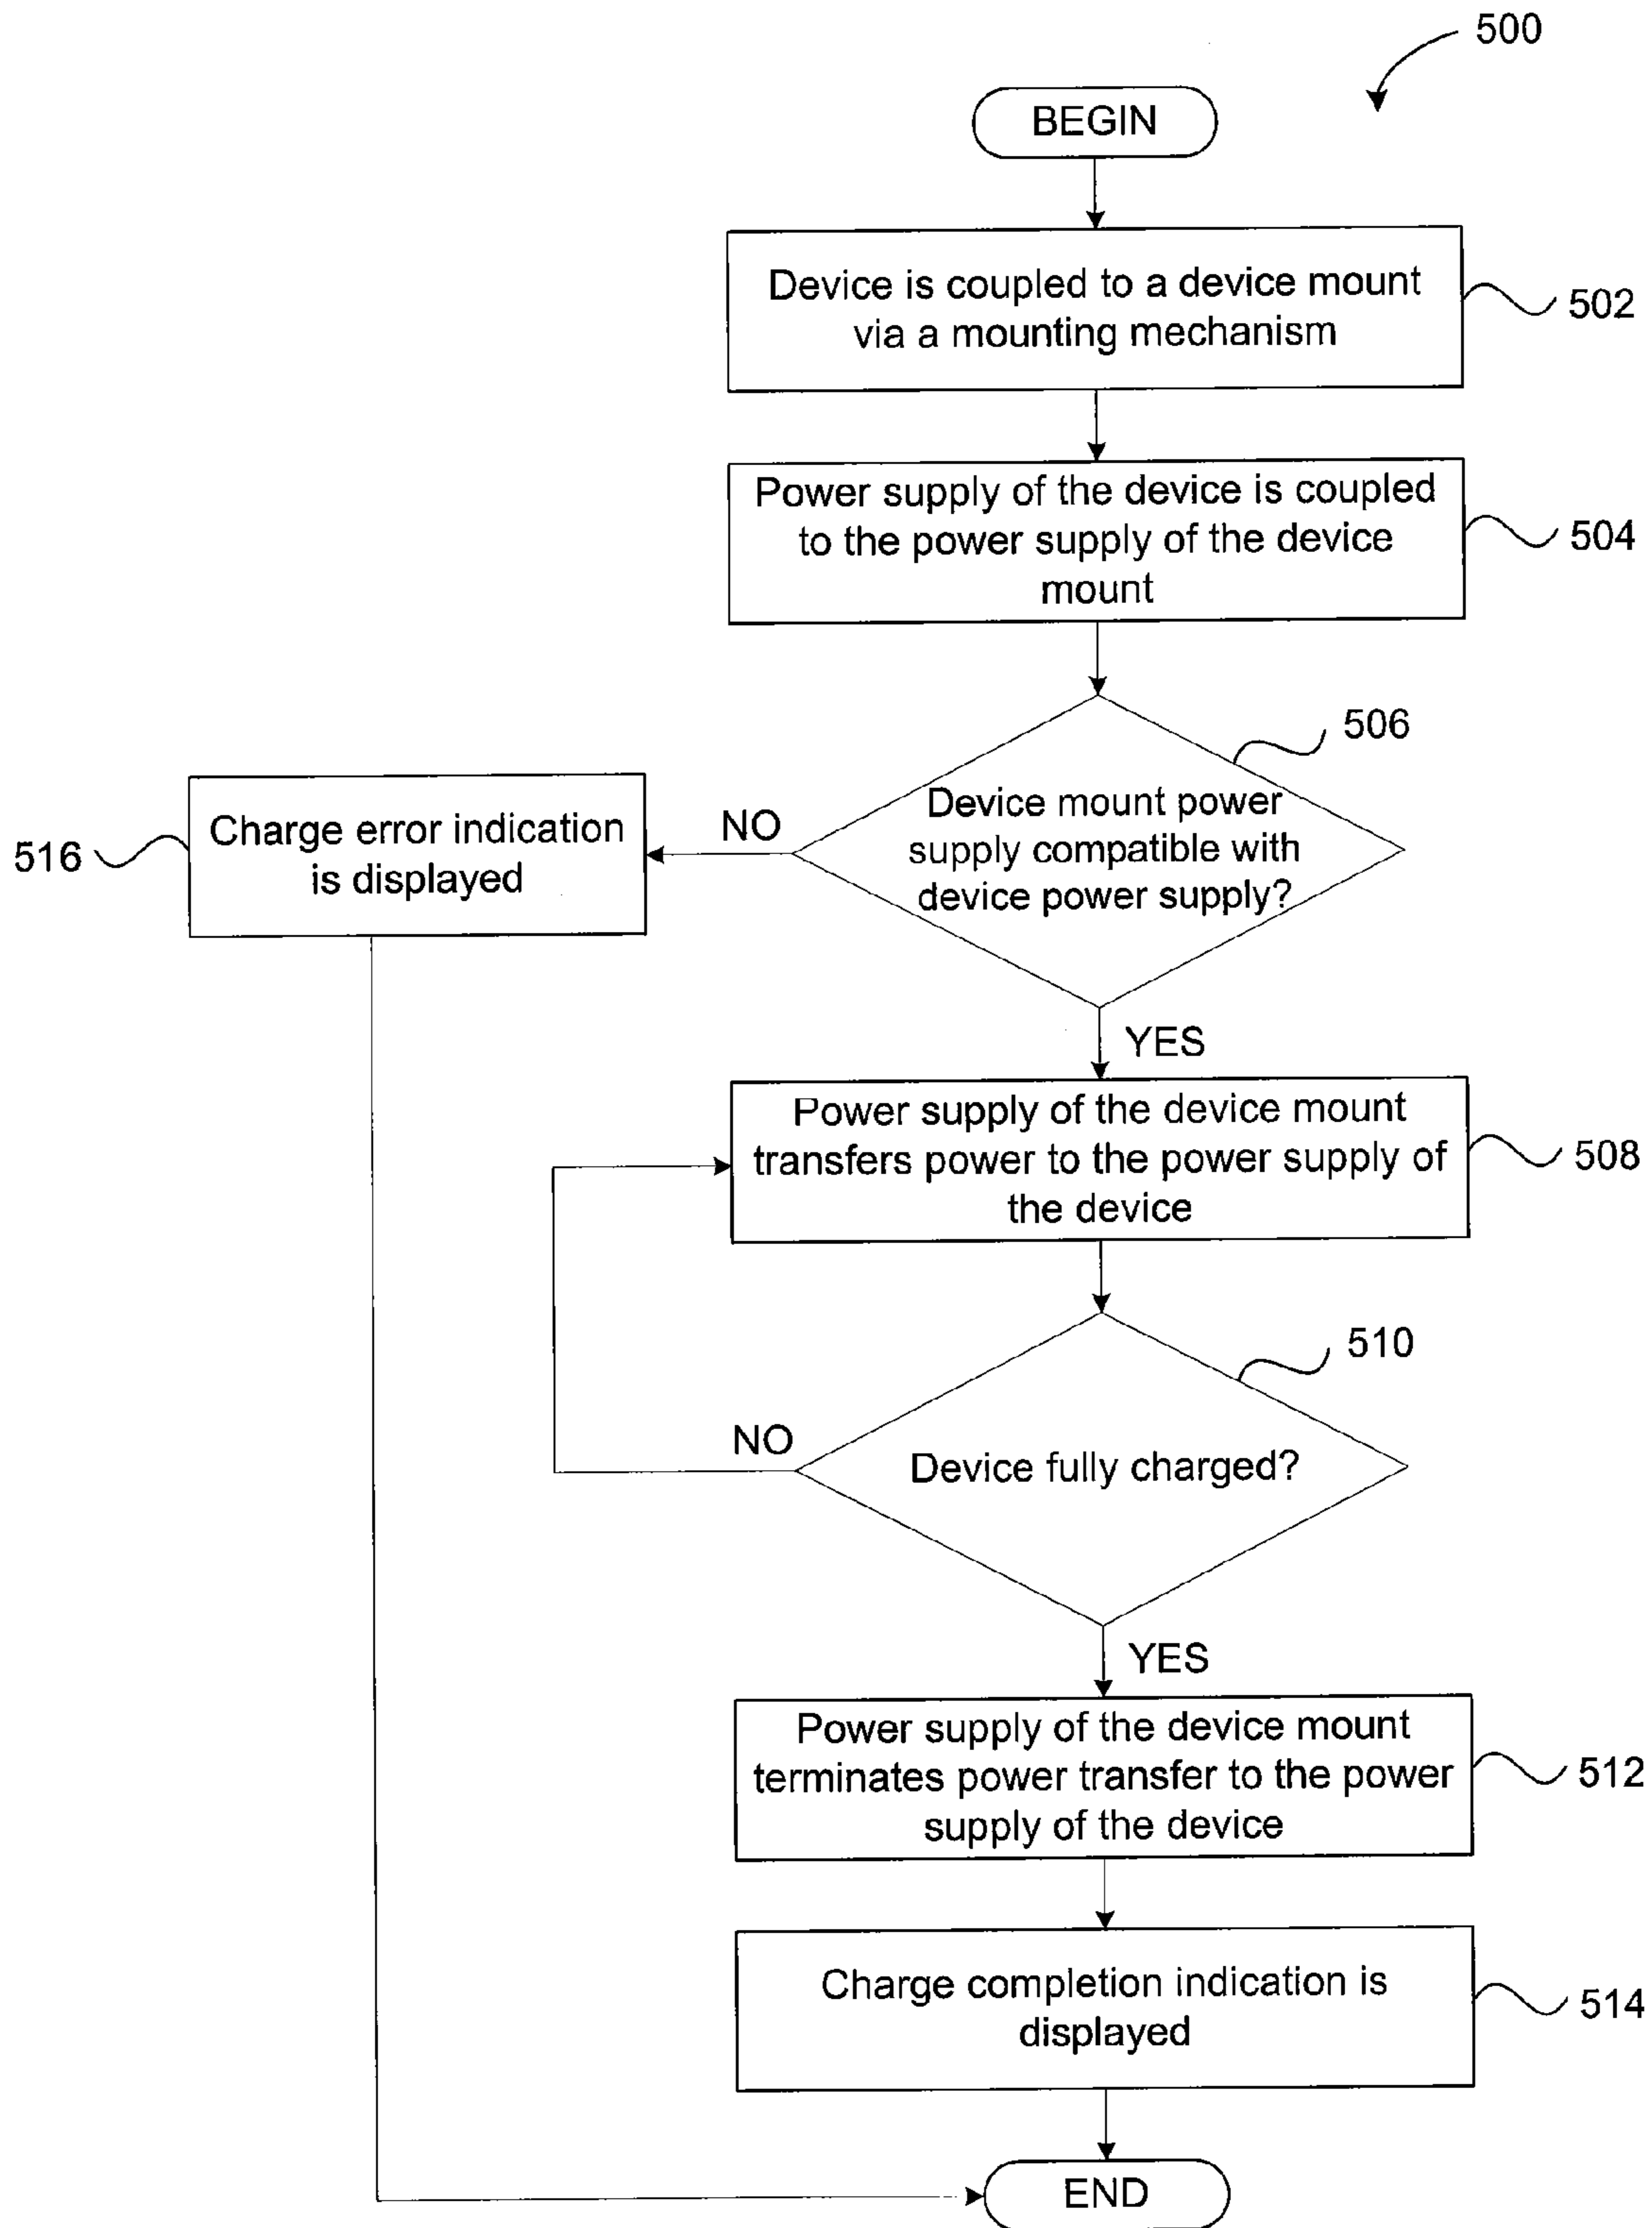 500
BEGIN
Device is coupled to a device mount
via a mounting mechanism
502
Power supply of the device is coupled
to the power supply of the device
mount
504
506
Device mount power
supply compatible with
device power supply?
NO
Charge error indication
is displayed
516
YES
Power supply of the device mount
transfers power to the power supply of
the device
508
510
Device fully charged?
NO
YES
Power supply of the device mount
terminates power transfer to the power
supply of the device
512
Charge completion indication is
displayed
514
END